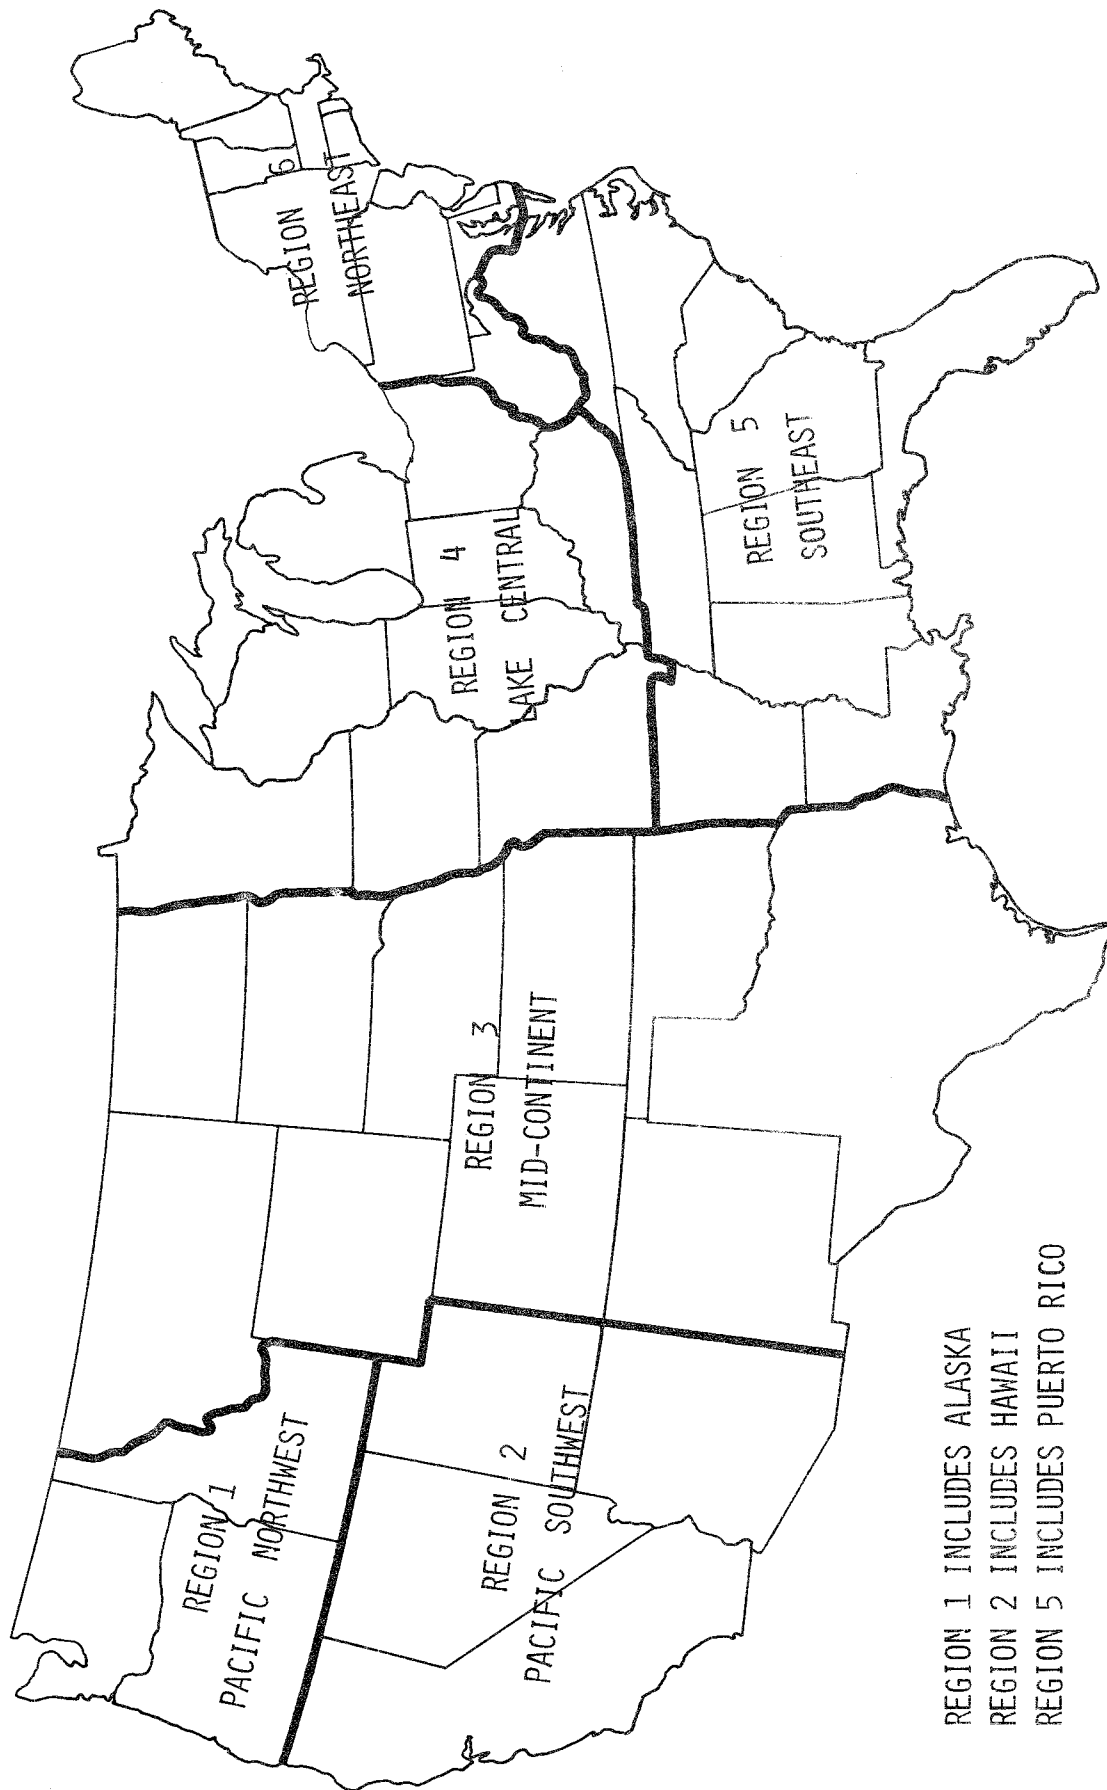 REGION 1
PACIFIC NORTHWEST
REGION 2
PACIFIC SOUTHWEST
REGION 3
MID-CONTINENT
REGION 4
LAKE CENTRAL
REGION 5
SOUTHEAST
REGION 6
NORTHEAST
REGION 1 INCLUDES ALASKA
REGION 2 INCLUDES HAWAII
REGION 5 INCLUDES PUERTO RICO